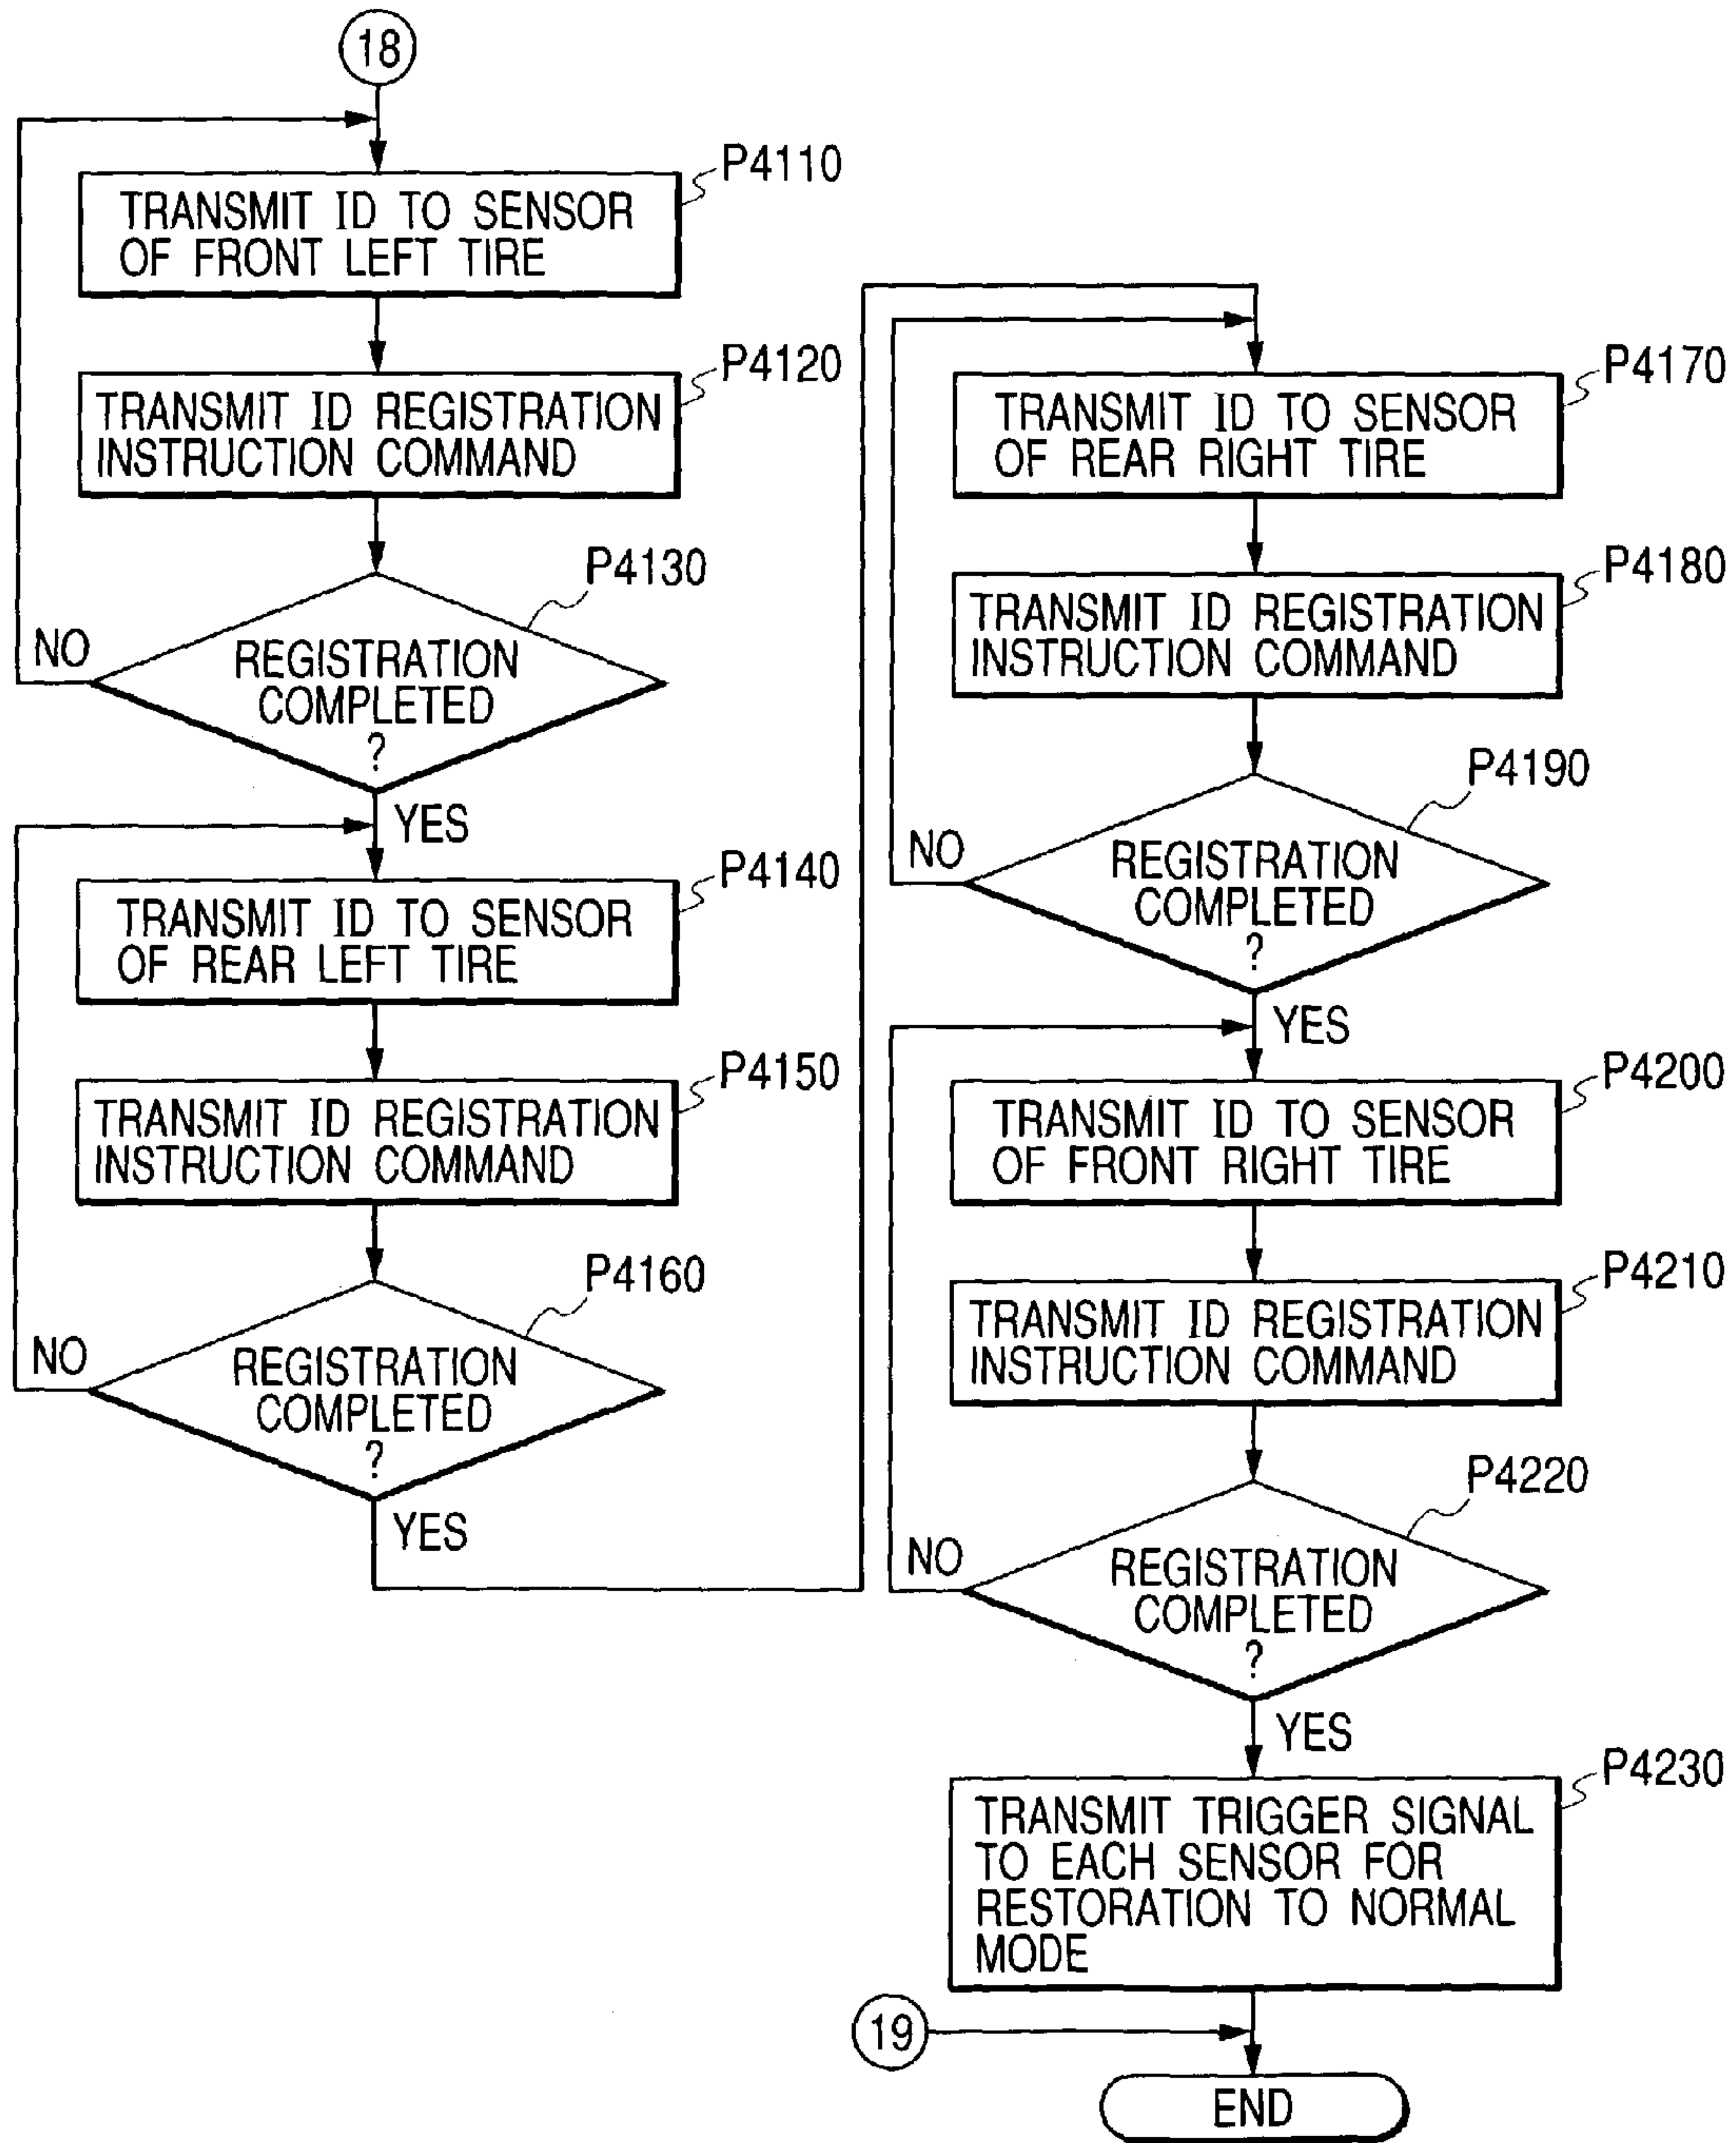 18
P4110
TRANSMIT ID TO SENSOR
OF FRONT LEFT TIRE
P4120
TRANSMIT ID REGISTRATION
INSTRUCTION COMMAND
P4130
NO
REGISTRATION
COMPLETED
?
YES
P4140
TRANSMIT ID TO SENSOR
OF REAR LEFT TIRE
P4150
TRANSMIT ID REGISTRATION
INSTRUCTION COMMAND
P4160
NO
REGISTRATION
COMPLETED
?
YES
P4170
TRANSMIT ID TO SENSOR
OF REAR RIGHT TIRE
P4180
TRANSMIT ID REGISTRATION
INSTRUCTION COMMAND
P4190
NO
REGISTRATION
COMPLETED
?
YES
P4200
TRANSMIT ID TO SENSOR
OF FRONT RIGHT TIRE
P4210
TRANSMIT ID REGISTRATION
INSTRUCTION COMMAND
P4220
NO
REGISTRATION
COMPLETED
?
YES
P4230
TRANSMIT TRIGGER SIGNAL
TO EACH SENSOR FOR
RESTORATION TO NORMAL
MODE
19
END